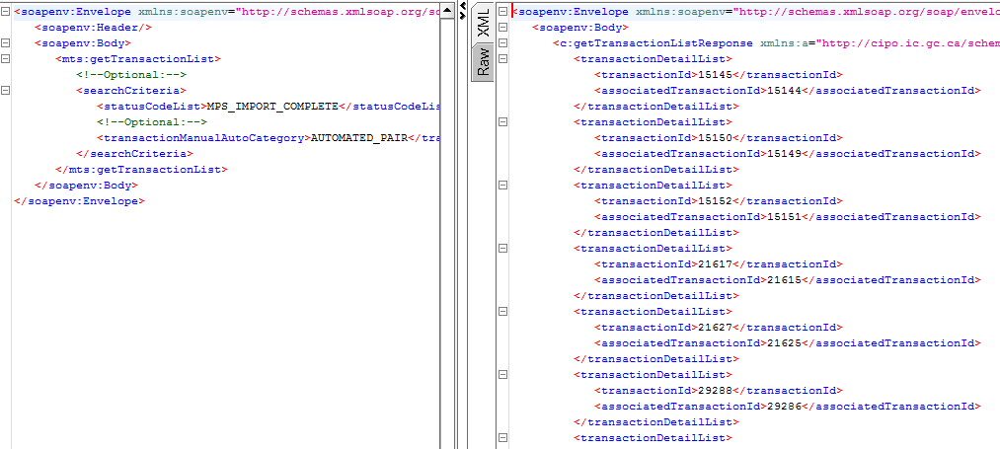 <soapenv:Envelope xmlns:soapenv="http://schemas.xmlsoap.org/so
<soapenv:Header/>
<soapenv:Body>
<mts:getTransactionList>
<!--Optional:-->
<searchCriteria>
<statusCodeList>MPS_IMPORT_COMPLETE</statusCodeLis
<!--Optional:-->
<transactionManualAutoCategory>AUTOMATED_PAIR</tra
</searchCriteria>
</mts:getTransactionList>
</soapenv:Body>
</soapenv:Envelope>
XML
Raw
<soapenv:Envelope xmlns:soapenv="http://schemas.xmlsoap.org/soap/envelo
<soapenv:Body>
<c:getTransactionListResponse xmlns:a="http://cipo.ic.gc.ca/schem
<transactionDetailList>
<transactionId>15145</transactionId>
<associatedTransactionId>15144</associatedTransactionId>
</transactionDetailList>
<transactionDetailList>
<transactionId>15150</transactionId>
<associatedTransactionId>15149</associatedTransactionId>
</transactionDetailList>
<transactionDetailList>
<transactionId>15152</transactionId>
<associatedTransactionId>15151</associatedTransactionId>
</transactionDetailList>
<transactionDetailList>
<transactionId>21617</transactionId>
<associatedTransactionId>21615</associatedTransactionId>
</transactionDetailList>
<transactionDetailList>
<transactionId>21627</transactionId>
<associatedTransactionId>21625</associatedTransactionId>
</transactionDetailList>
<transactionDetailList>
<transactionId>29288</transactionId>
<associatedTransactionId>29286</associatedTransactionId>
</transactionDetailList>
<transactionDetailList>